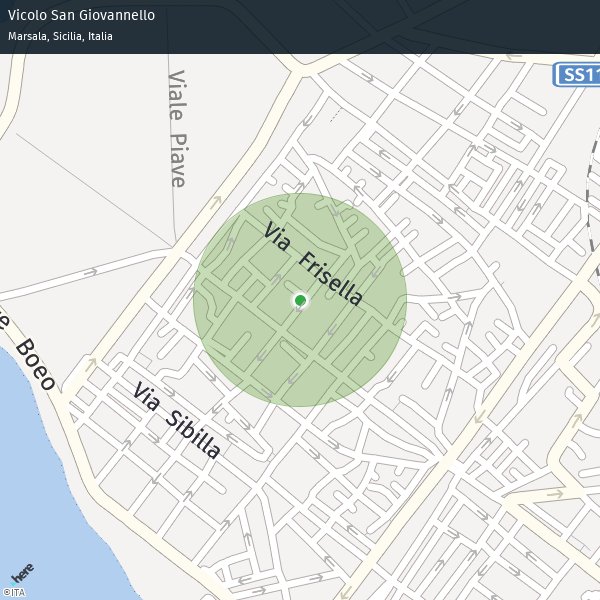 Vicolo San Giovannello
Marsala, Sicilia, Italia
SS11
Viale Piave
Via Frisella
Boeo
Via Sibilla
here
©ITA